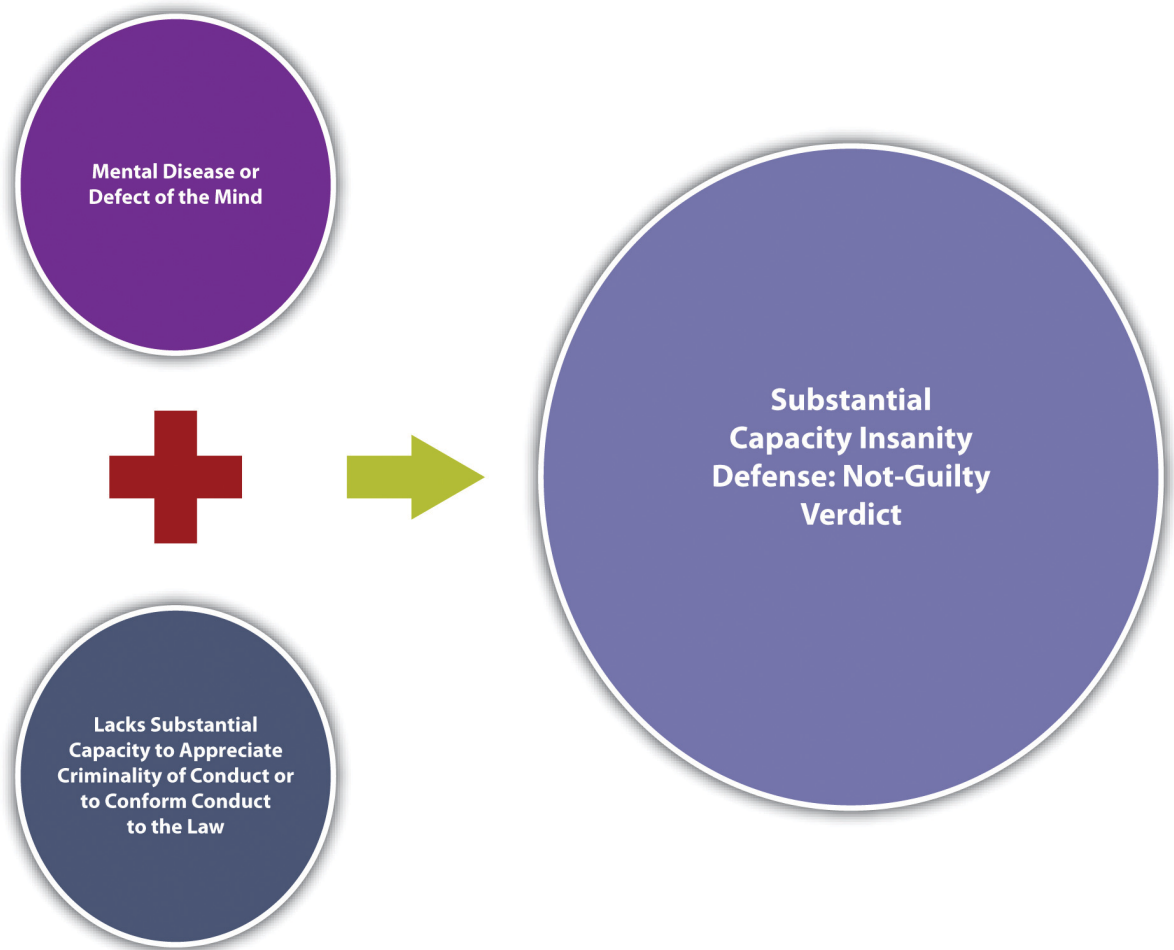 Mental Disease or
Defect of the Mind
Lacks Substantial
Capacity to Appreciate
Criminality of Conduct or
to Conform Conduct
to the Law
Substantial
Capacity Insanity
Defense: Not-Guilty
Verdict